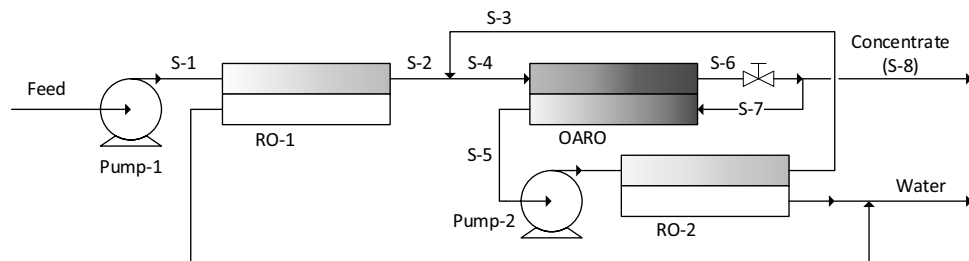 S-3
Concentrate
(S-8)
S-1
S-2
S-4
S-6
Feed
S-7
RO-1
OARO
Pump-1
S-5
Water
Pump-2
RO-2